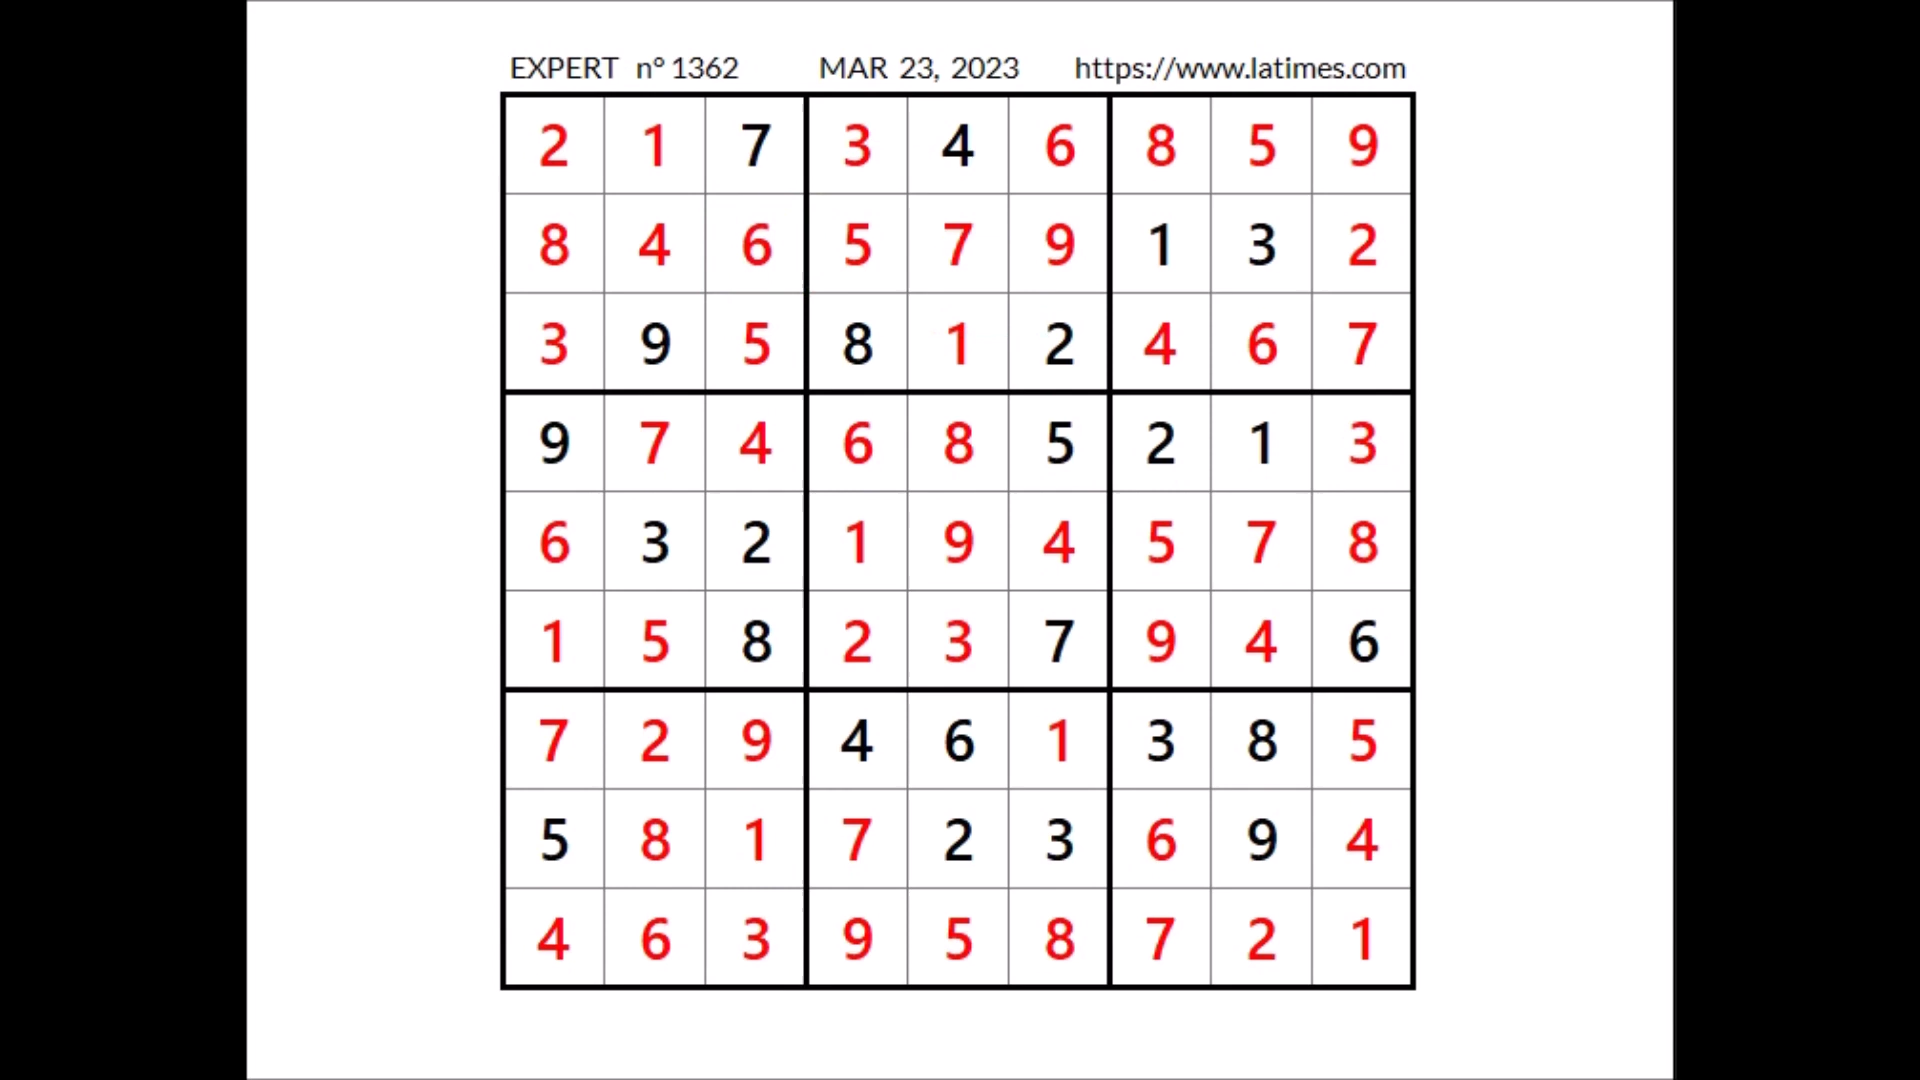 EXPERT n° 1362 MAR 23, 2023 https://www.latimes.com
2 1 7 3 4 6 8 5 9
8 4 6 5 7 9 1 3 2
3 9 5 8 1 2 4 6 7
9 7 4 6 8 5 2 1 3
6 3 2 1 9 4 5 7 8
1 5 8 2 3 7 9 4 6
7 2 9 4 6 1 3 8 5
5 8 1 7 2 3 6 9 4
4 6 3 9 5 8 7 2 1